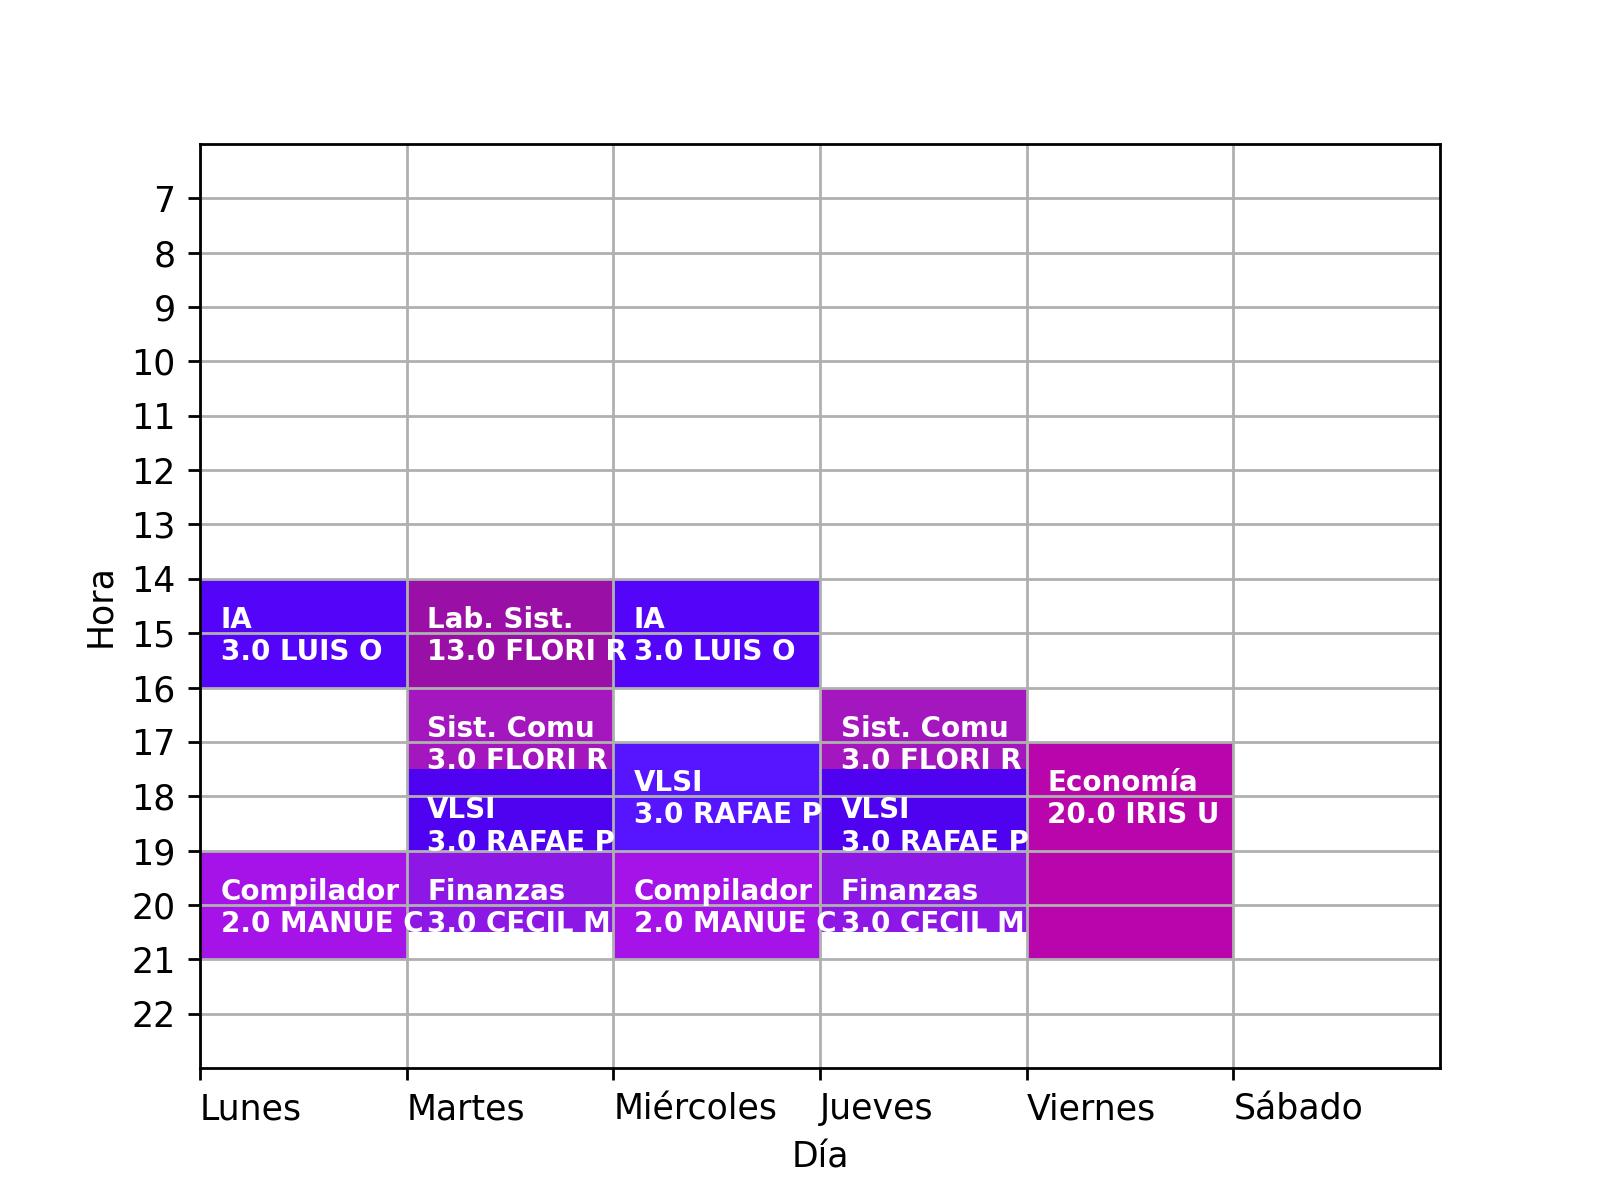 7
8
9
10
11
12
13
14
15
16
17
18
19
20
21
22
Hora
IA
3.0 LUIS O
Lab. Sist.
13.0 FLORI R
IA
3.0 LUIS O
Sist. Comu
3.0 FLORI R
Sist. Comu
3.0 FLORI R
VLSI
3.0 RAFAE P
VLSI
3.0 RAFAE P
VLSI
3.0 RAFAE P
Economía
20.0 IRIS U
Compilador
2.0 MANUE C
Finanzas
3.0 CECIL M
Compilador
2.0 MANUE C
Finanzas
3.0 CECIL M
Lunes Martes Miércoles Jueves Viernes Sábado
Día